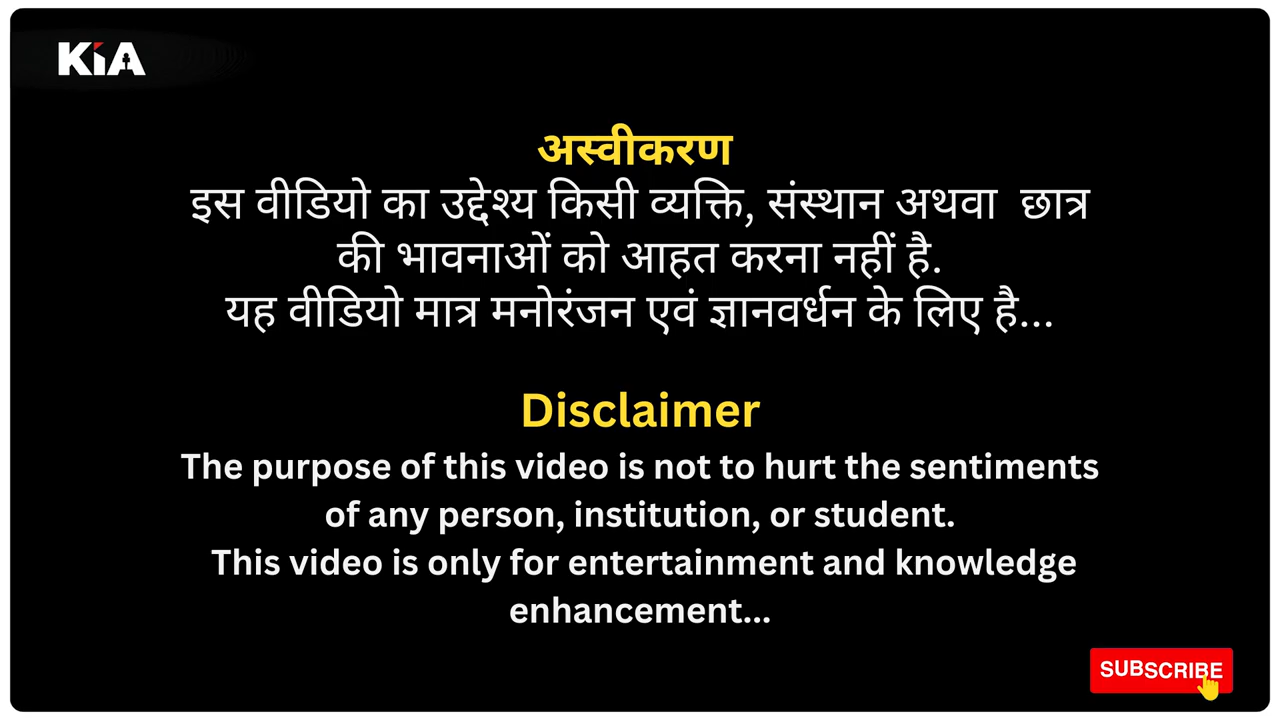 KiA
अस्वीकरण
इस वीडियो का उद्देश्य किसी व्यक्ति, संस्थान अथवा छात्र
की भावनाओं को आहत करना नहीं है.
यह वीडियो मात्र मनोरंजन एवं ज्ञानवर्धन के लिए है...
Disclaimer
The purpose of this video is not to hurt the sentiments
of any person, institution, or student.
This video is only for entertainment and knowledge
enhancement...
SUBSCRIBE